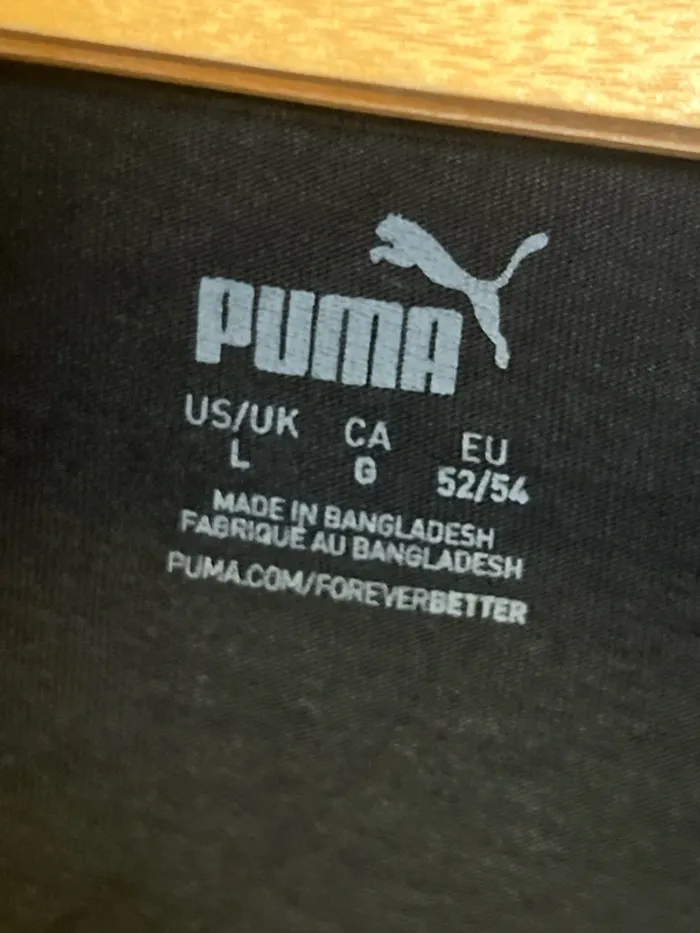 PUMA
US/UK CA EU
L G 52/54
MADE IN BANGLADESH
FABRIQUÉ AU BANGLADESH
PUMA.COM/FOREVERBETTER